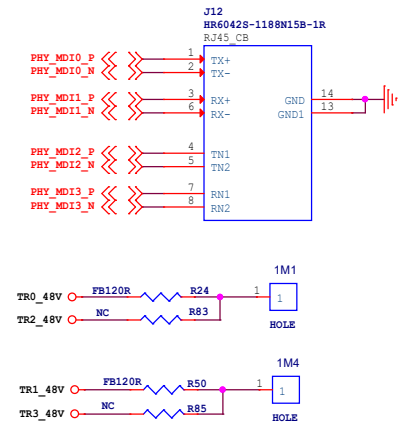 J12
HR6042S-1188N15B-1R
RJ45_CB
PHY_MDI0_P 1 TX+
PHY_MDI0_N 2 TX-
PHY_MDI1_P 3 RX+ GND 14
PHY_MDI1_N 6 RX- GND1 13
PHY_MDI2_P 4 TN1
PHY_MDI2_N 5 TN2
PHY_MDI3_P 7 RN1
PHY_MDI3_N 8 RN2
1M1
TR0_48V FB120R R24 1 1
TR2_48V NC R83
HOLE
1M4
TR1_48V FB120R R50 1 1
TR3_48V NC R85
HOLE